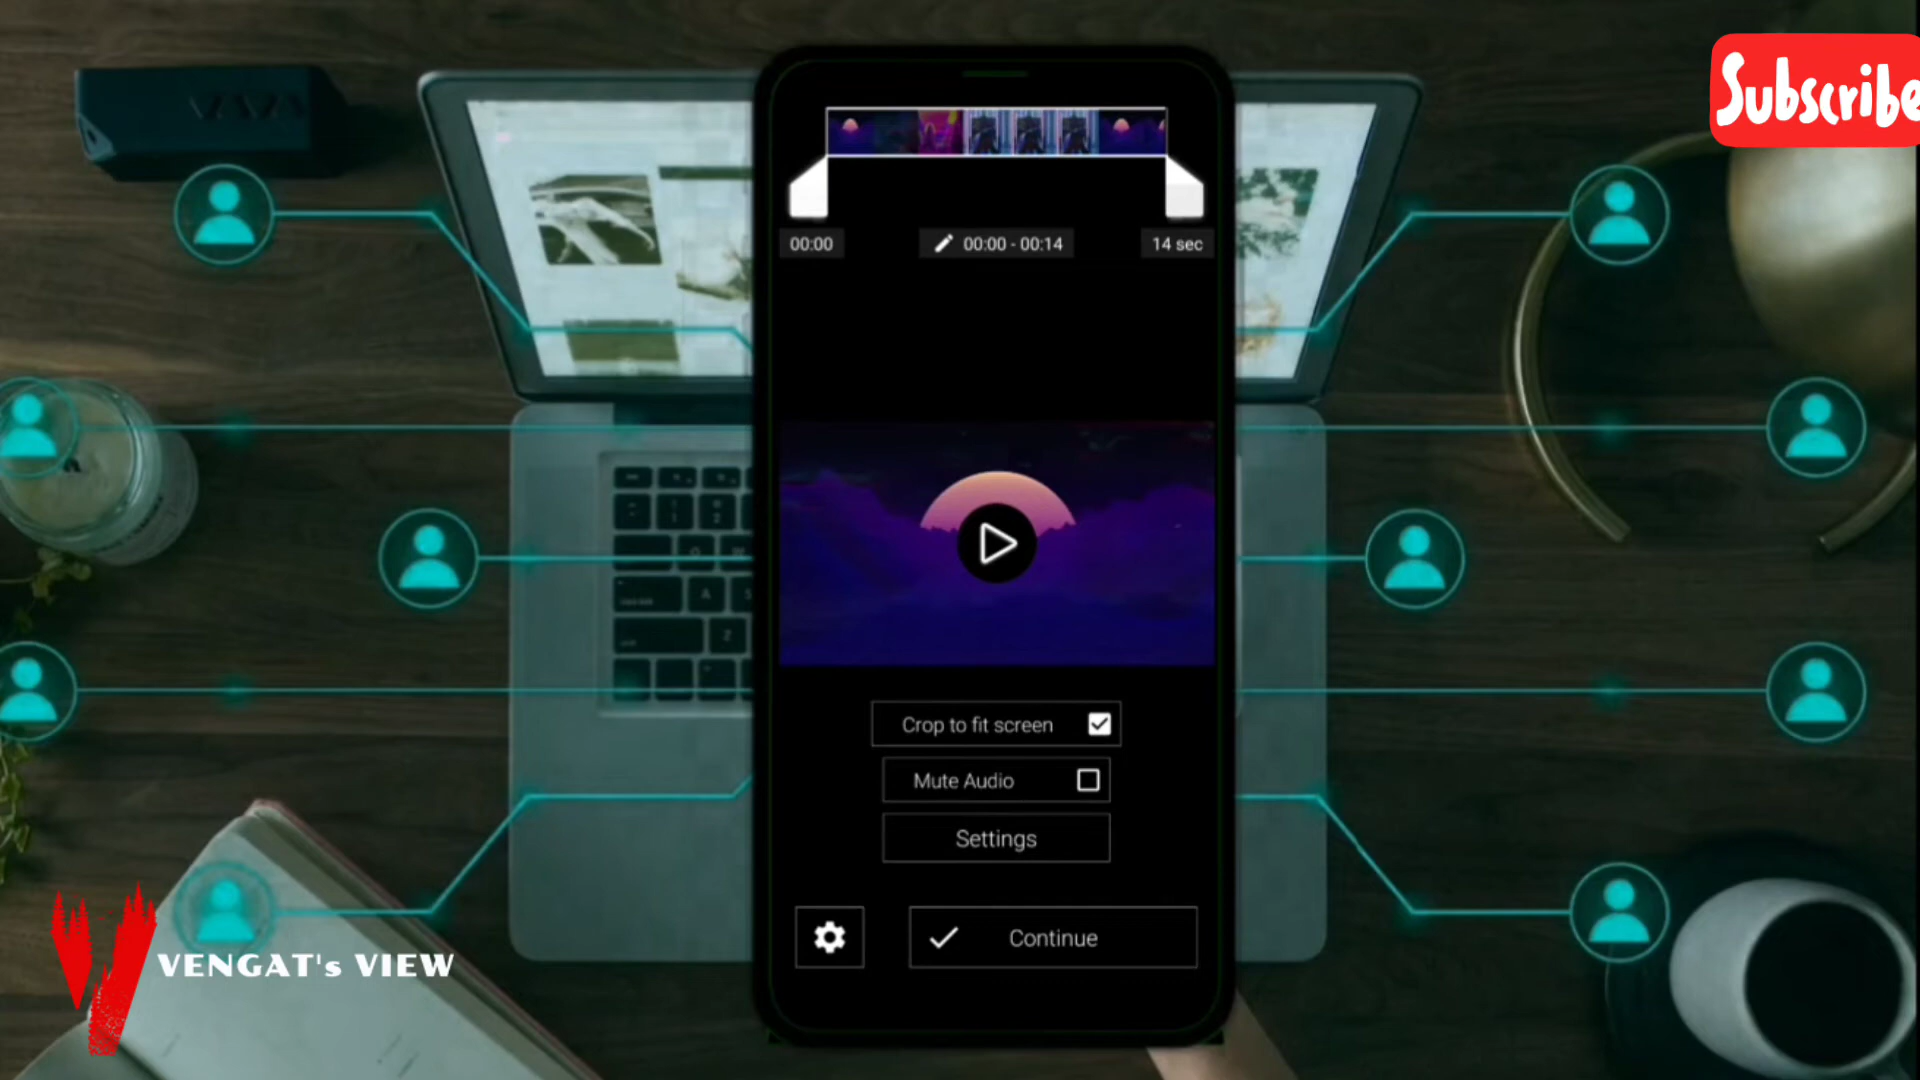 Subscribe
VAVA
00:00
00:00 - 00:14
14 sec
Crop to fit screen
Mute Audio
Settings
Continue
VENGAT's VIEW